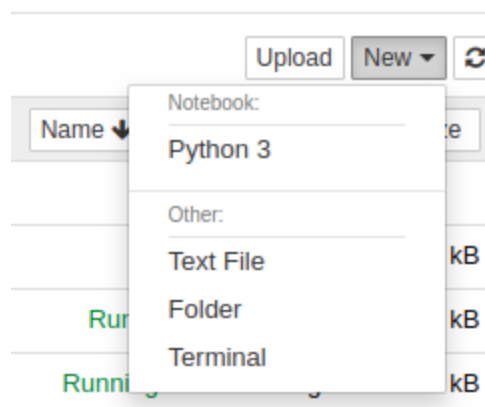 Upload New
Notebook:
Name
Python 3
Other:
Text File
kB
Folder
kB
Terminal
kB